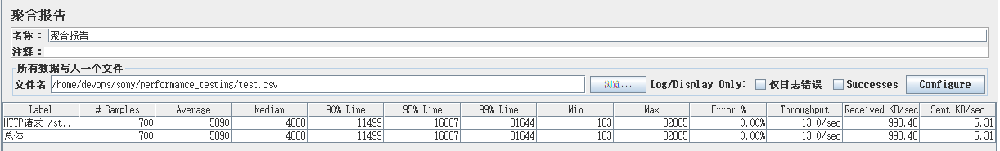 聚合报告
名称： 聚合报告
注释：
所有数据写入一个文件
文件名 /home/devops/sony/performance_testing/test.csv 浏览... Log/Display Only: 仅日志错误 Successes Configure
Label # Samples Average Median 90% Line 95% Line 99% Line Min Max Error % Throughput Received KB/sec Sent KB/sec
HTTP请求_/st... 700 5890 4868 11499 16687 31644 163 32885 0.00% 13.0/sec 998.48 5.31
总体 700 5890 4868 11499 16687 31644 163 32885 0.00% 13.0/sec 998.48 5.31